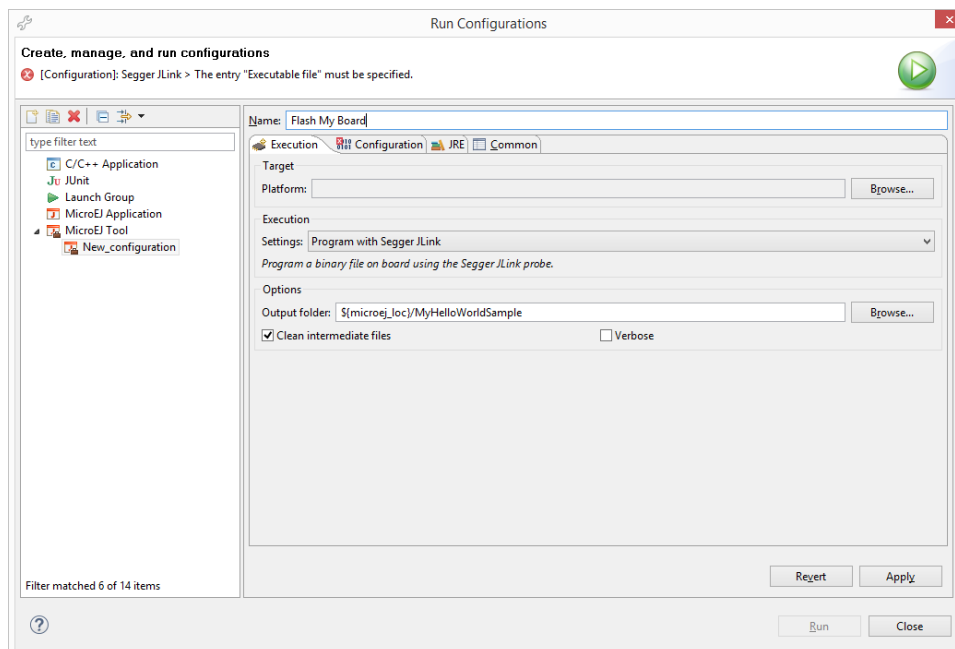 Run Configurations
Create, manage, and run configurations
[Configuration]: Segger JLink > The entry "Executable file" must be specified.
type filter text
C/C++ Application
JUnit
Launch Group
MicroEJ Application
MicroEJ Tool
New_configuration
Filter matched 6 of 14 items
Name: Flash My Board
Execution Configuration JRE Common
Target
Platform: Browse...
Execution
Settings: Program with Segger JLink
Program a binary file on board using the Segger JLink probe.
Options
Output folder: ${microej_loc}/MyHelloWorldSample Browse...
Clean intermediate files Verbose
Revert Apply
Run Close